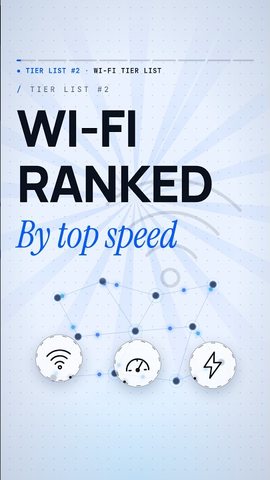 • TIER LIST #2 · WI-FI TIER LIST
/ TIER LIST #2
WI-FI
RANKED
By top speed